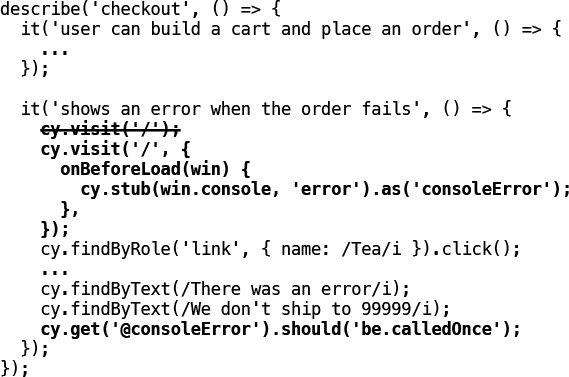 describe('checkout', () => {
  it('user can build a cart and place an order', () => {
    ...
  });

  it('shows an error when the order fails', () => {
    cy.visit('/');
    cy.visit('/', {
      onBeforeLoad(win) {
        cy.stub(win.console, 'error').as('consoleError');
      },
    });
    cy.findByRole('link', { name: /Tea/i }).click();
    ...
    cy.findByText(/There was an error/i);
    cy.findByText(/We don't ship to 99999/i);
    cy.get('@consoleError').should('be.calledOnce');
  });
});